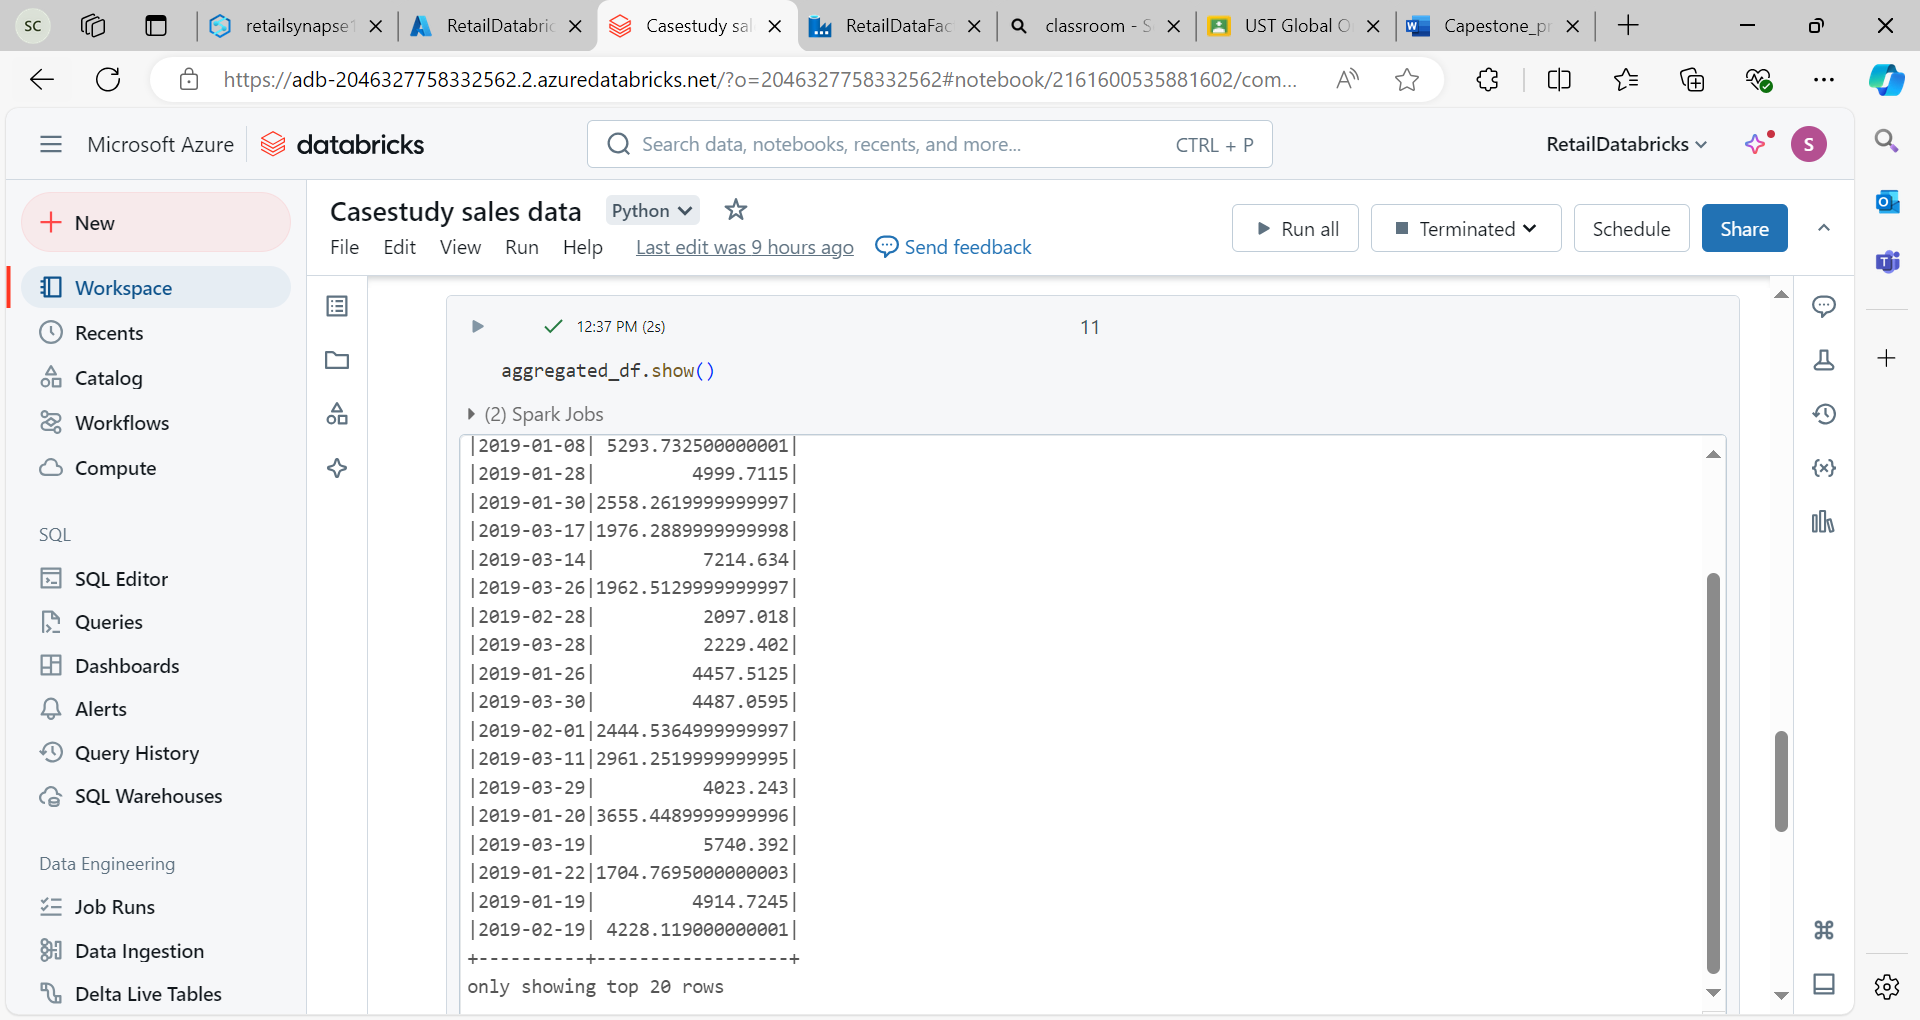 SC
retailsynapse1
RetailDatabric
Casestudy sal
RetailDataFac
classroom - S
UST Global O
Capestone_pr
https://adb-2046327758332562.2.azuredatabricks.net/?o=2046327758332562#notebook/2161600535881602/com...
Microsoft Azure
databricks
Search data, notebooks, recents, and more...
CTRL + P
RetailDatabricks
S
New
Workspace
Recents
Catalog
Workflows
Compute
SQL
SQL Editor
Queries
Dashboards
Alerts
Query History
SQL Warehouses
Data Engineering
Job Runs
Data Ingestion
Delta Live Tables
Casestudy sales data
Python
File Edit View Run Help
Last edit was 9 hours ago
Send feedback
Run all
Terminated
Schedule
Share
12:37 PM (2s)
11
aggregated_df.show()
(2) Spark Jobs
|2019-01-08| 5293.732500000001|
|2019-01-28|         4999.7115|
|2019-01-30|2558.2619999999997|
|2019-03-17|1976.2889999999998|
|2019-03-14|          7214.634|
|2019-03-26|1962.5129999999997|
|2019-02-28|          2097.018|
|2019-03-28|          2229.402|
|2019-01-26|         4457.5125|
|2019-03-30|         4487.0595|
|2019-02-01|2444.5364999999997|
|2019-03-11|2961.2519999999995|
|2019-03-29|          4023.243|
|2019-01-20|3655.4489999999996|
|2019-03-19|          5740.392|
|2019-01-22|1704.7695000000003|
|2019-01-19|         4914.7245|
|2019-02-19| 4228.119000000001|
+----------+------------------+
only showing top 20 rows